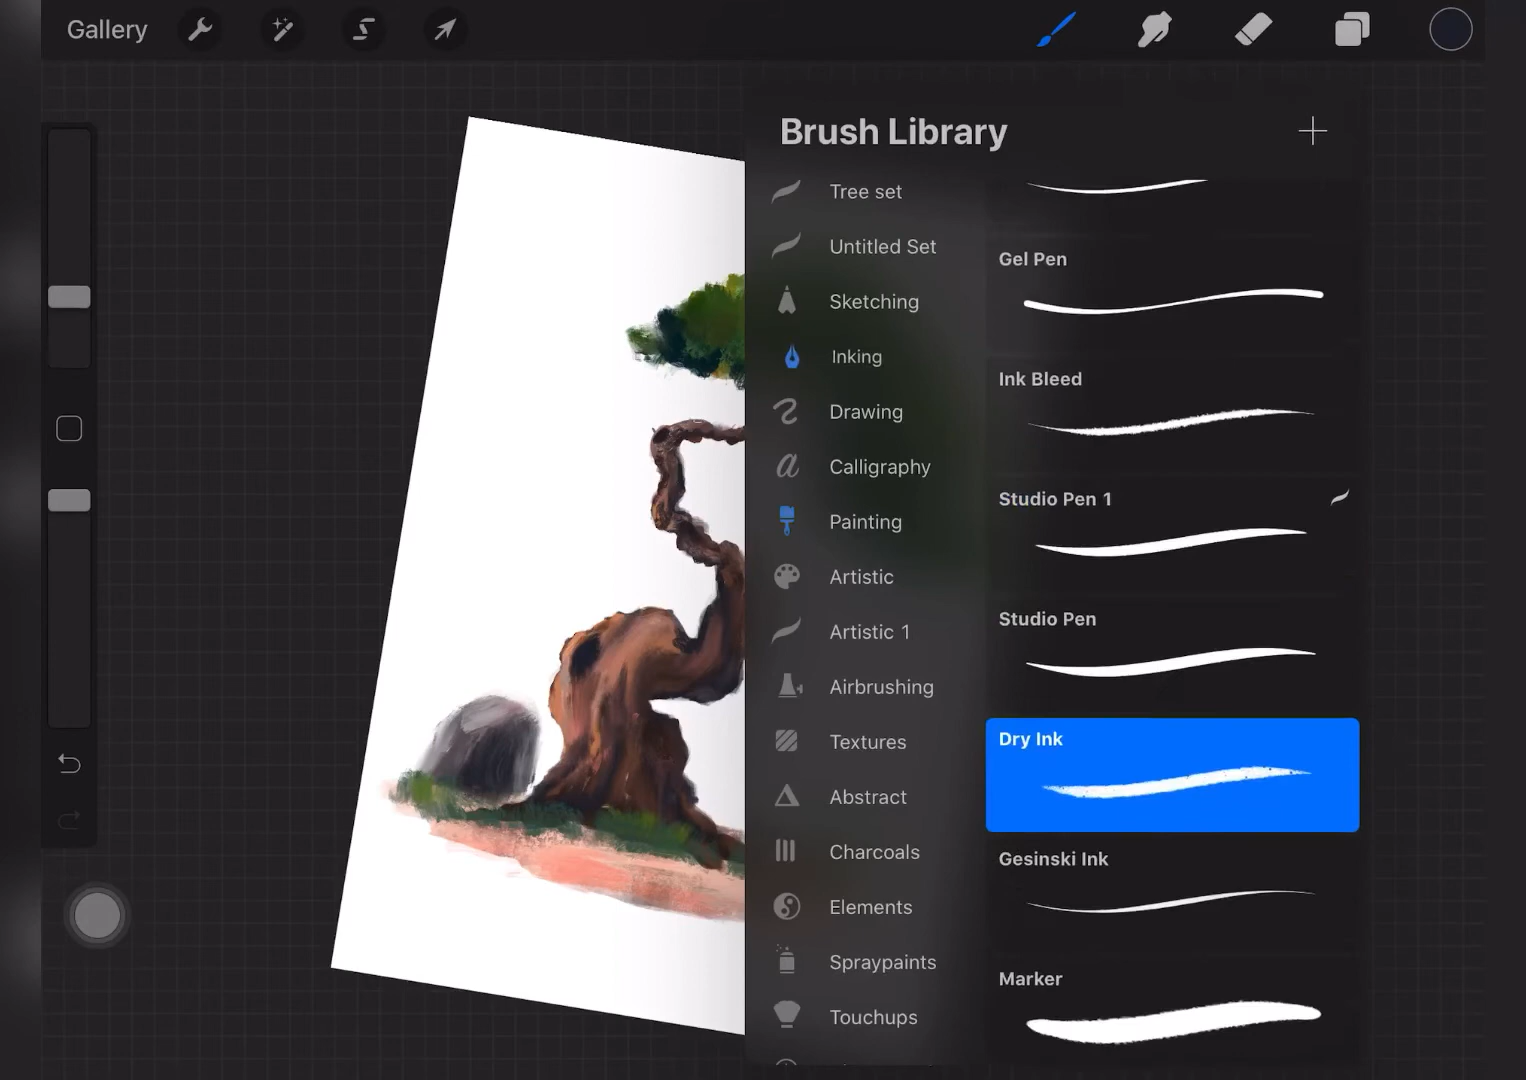 Gallery
Brush Library
Tree set
Untitled Set
Sketching
Inking
Drawing
Calligraphy
Painting
Artistic
Artistic 1
Airbrushing
Textures
Abstract
Charcoals
Elements
Spraypaints
Touchups
Gel Pen
Ink Bleed
Studio Pen 1
Studio Pen
Dry Ink
Gesinski Ink
Marker